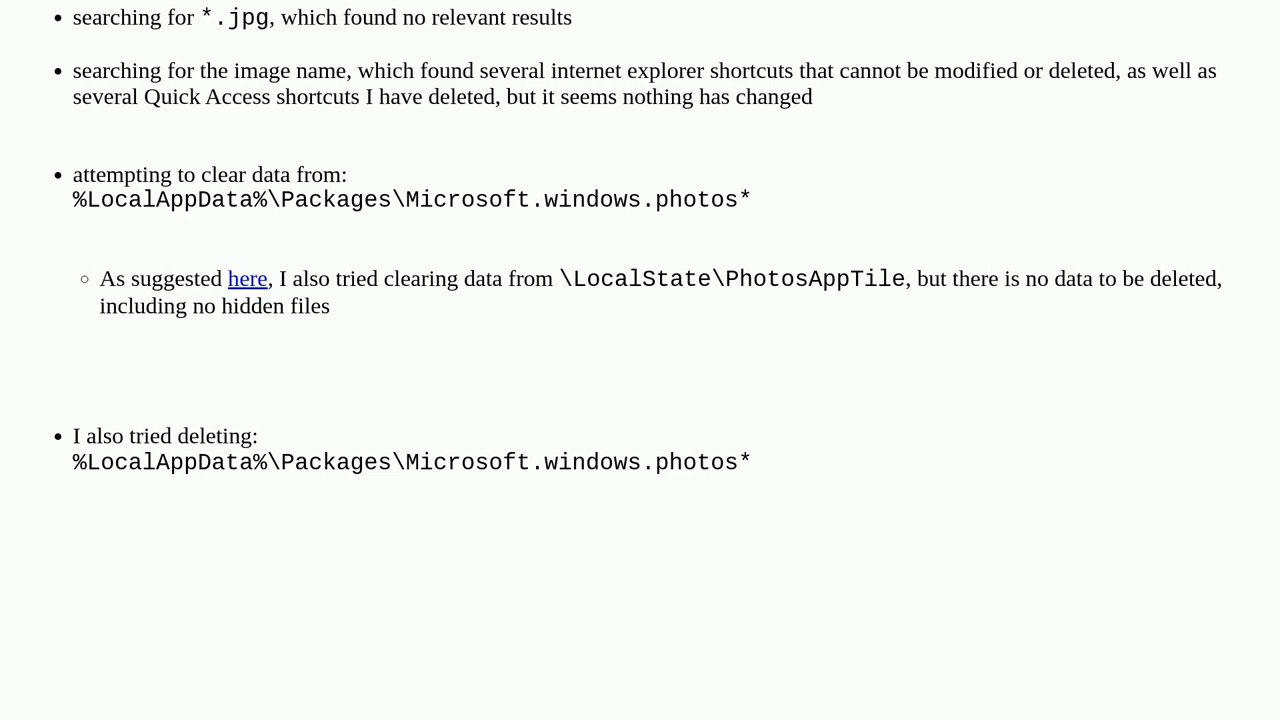 searching for *.jpg, which found no relevant results
searching for the image name, which found several internet explorer shortcuts that cannot be modified or deleted, as well as
several Quick Access shortcuts I have deleted, but it seems nothing has changed
attempting to clear data from:
%LocalAppData%\Packages\Microsoft.windows.photos*
As suggested here, I also tried clearing data from \LocalState\PhotosAppTile, but there is no data to be deleted,
including no hidden files
I also tried deleting:
%LocalAppData%\Packages\Microsoft.windows.photos*